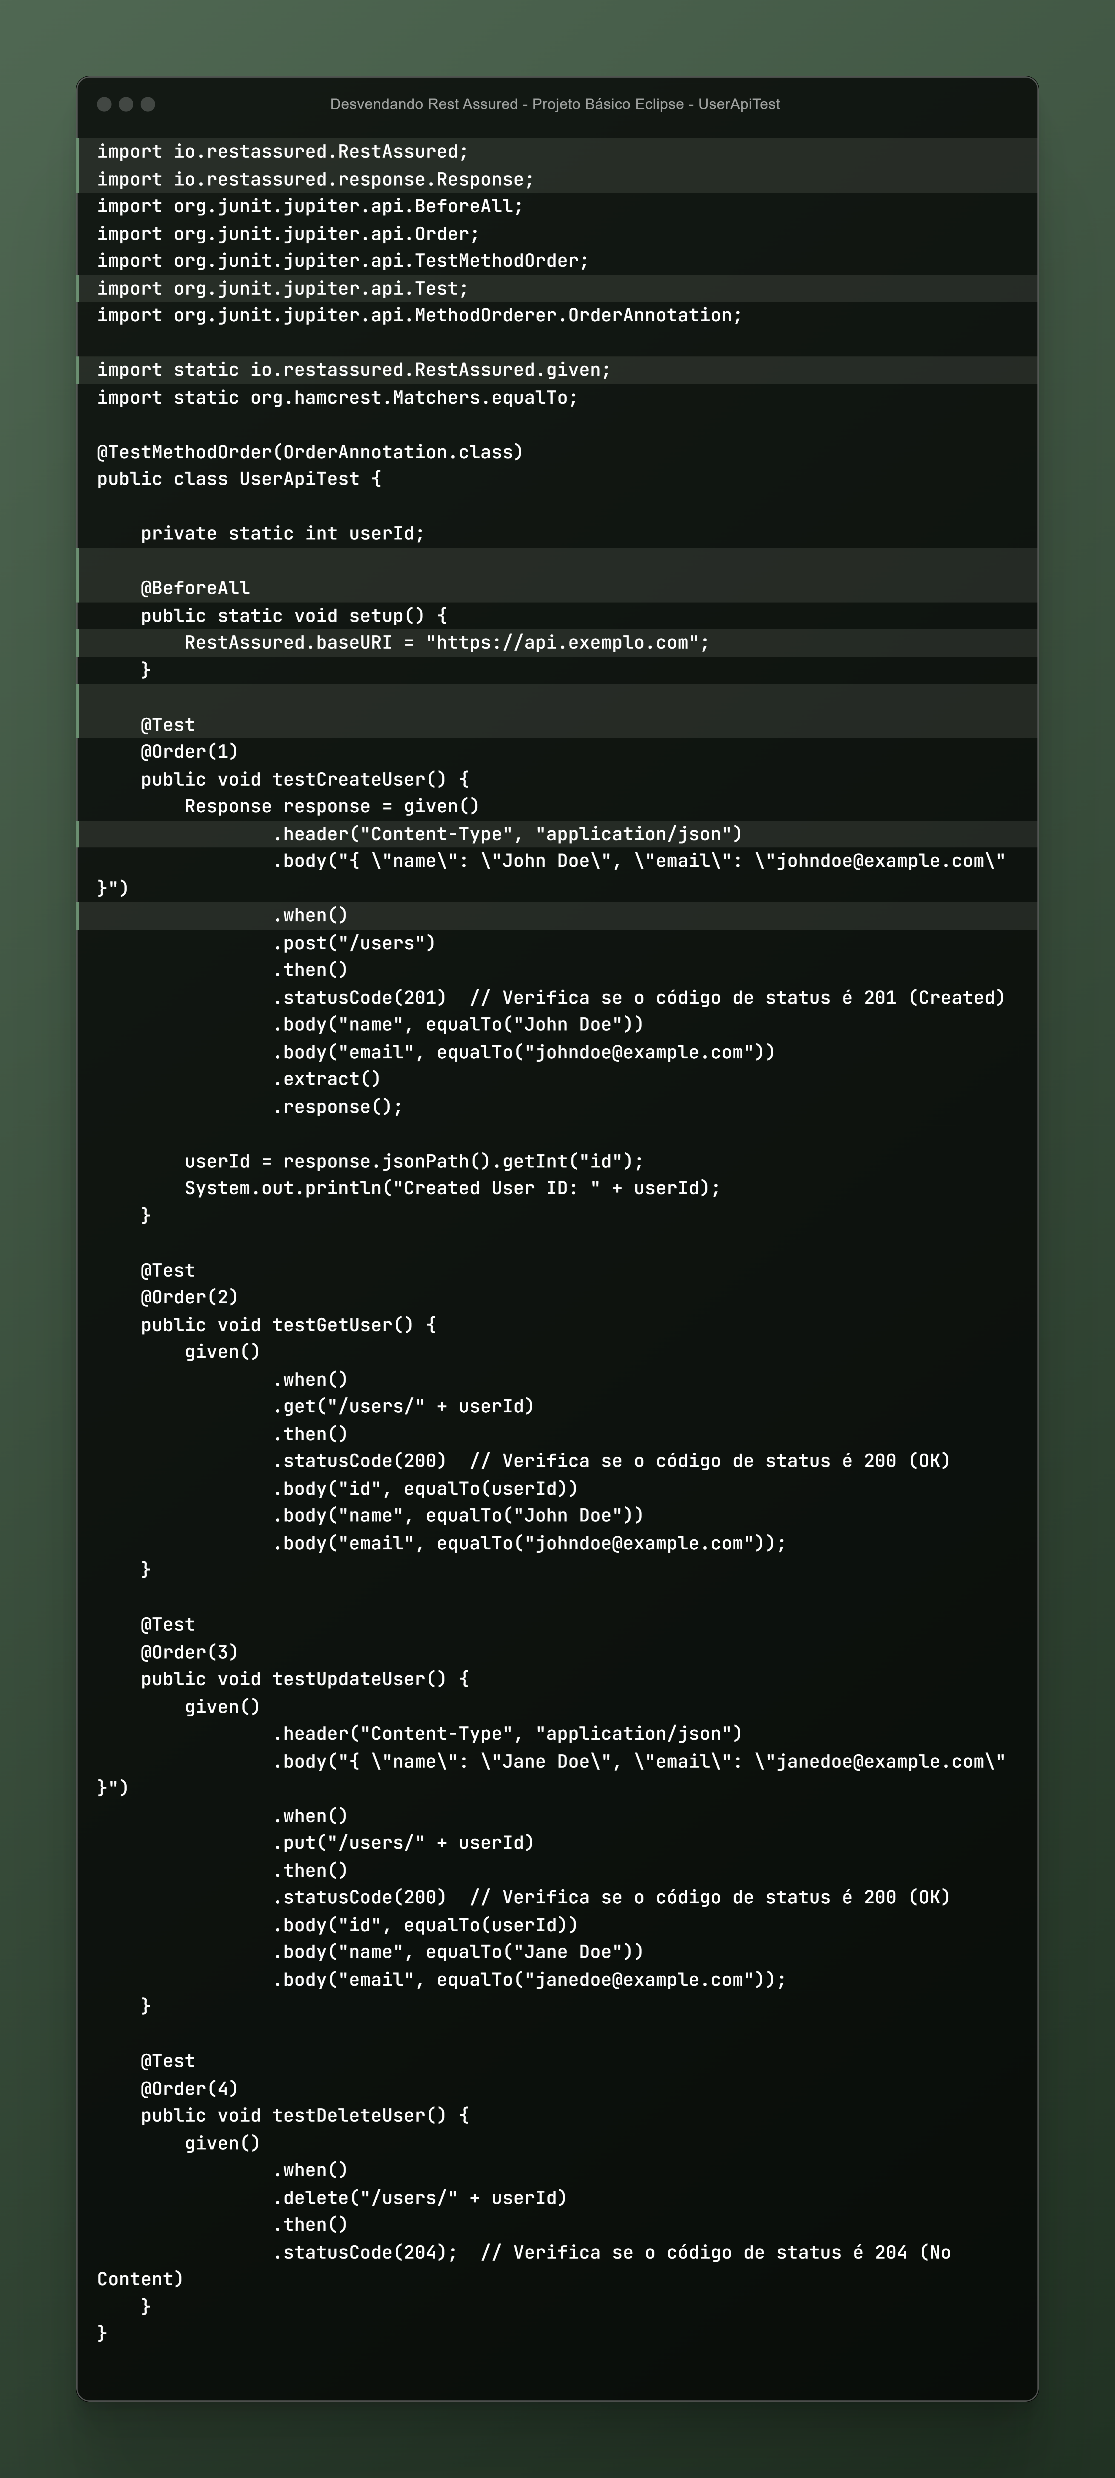 Desvendando Rest Assured - Projeto Básico Eclipse - UserApiTest
import io.restassured.RestAssured;
import io.restassured.response.Response;
import org.junit.jupiter.api.BeforeAll;
import org.junit.jupiter.api.Order;
import org.junit.jupiter.api.TestMethodOrder;
import org.junit.jupiter.api.Test;
import org.junit.jupiter.api.MethodOrderer.OrderAnnotation;

import static io.restassured.RestAssured.given;
import static org.hamcrest.Matchers.equalTo;

@TestMethodOrder(OrderAnnotation.class)
public class UserApiTest {

    private static int userId;

    @BeforeAll
    public static void setup() {
        RestAssured.baseURI = "https://api.exemplo.com";
    }

    @Test
    @Order(1)
    public void testCreateUser() {
        Response response = given()
                .header("Content-Type", "application/json")
                .body("{ \"name\": \"John Doe\", \"email\": \"johndoe@example.com\"
}")
                .when()
                .post("/users")
                .then()
                .statusCode(201)  // Verifica se o código de status é 201 (Created)
                .body("name", equalTo("John Doe"))
                .body("email", equalTo("johndoe@example.com"))
                .extract()
                .response();

        userId = response.jsonPath().getInt("id");
        System.out.println("Created User ID: " + userId);
    }

    @Test
    @Order(2)
    public void testGetUser() {
        given()
                .when()
                .get("/users/" + userId)
                .then()
                .statusCode(200)  // Verifica se o código de status é 200 (OK)
                .body("id", equalTo(userId))
                .body("name", equalTo("John Doe"))
                .body("email", equalTo("johndoe@example.com"));
    }

    @Test
    @Order(3)
    public void testUpdateUser() {
        given()
                .header("Content-Type", "application/json")
                .body("{ \"name\": \"Jane Doe\", \"email\": \"janedoe@example.com\"
}")
                .when()
                .put("/users/" + userId)
                .then()
                .statusCode(200)  // Verifica se o código de status é 200 (OK)
                .body("id", equalTo(userId))
                .body("name", equalTo("Jane Doe"))
                .body("email", equalTo("janedoe@example.com"));
    }

    @Test
    @Order(4)
    public void testDeleteUser() {
        given()
                .when()
                .delete("/users/" + userId)
                .then()
                .statusCode(204);  // Verifica se o código de status é 204 (No
Content)
    }
}